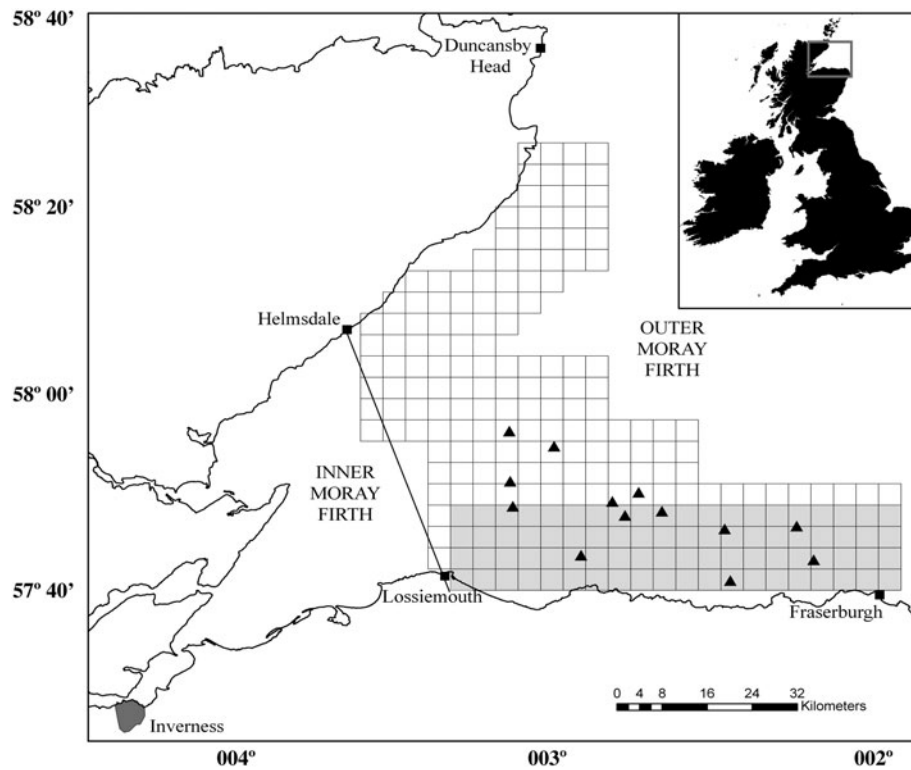 58º 40’
Duncansby
Head
58º 20’
Helmsdale
OUTER
MORAY
FIRTH
58º 00’
INNER
MORAY
FIRTH
57º 40’
Lossiemouth
Fraserburgh
0 4 8 16 24 32
Kilometers
Inverness
004º 003º 002º